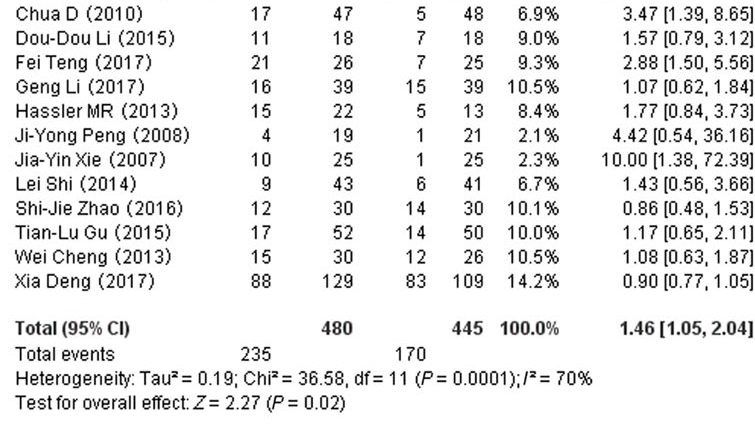 Chua D (2010) 17 47 5 48 6.9% 3.47 [1.39, 8.65]
Dou-Dou Li (2015) 11 18 7 18 9.0% 1.57 [0.79, 3.12]
Fei Teng (2017) 21 26 7 25 9.3% 2.88 [1.50, 5.56]
Geng Li (2017) 16 39 15 39 10.5% 1.07 [0.62, 1.84]
Hassler MR (2013) 15 22 5 13 8.4% 1.77 [0.84, 3.73]
Ji-Yong Peng (2008) 4 19 1 21 2.1% 4.42 [0.54, 36.16]
Jia-Yin Xie (2007) 10 25 1 25 2.3% 10.00 [1.38, 72.39]
Lei Shi (2014) 9 43 6 41 6.7% 1.43 [0.56, 3.66]
Shi-Jie Zhao (2016) 12 30 14 30 10.1% 0.86 [0.48, 1.53]
Tian-Lu Gu (2015) 17 52 14 50 10.0% 1.17 [0.65, 2.11]
Wei Cheng (2013) 15 30 12 26 10.5% 1.08 [0.63, 1.87]
Xia Deng (2017) 88 129 83 109 14.2% 0.90 [0.77, 1.05]
Total (95% CI) 480 445 100.0% 1.46 [1.05, 2.04]
Total events 235 170
Heterogeneity: Tau² = 0.19; Chi² = 36.58, df = 11 (P = 0.0001); I² = 70%
Test for overall effect: Z = 2.27 (P = 0.02)